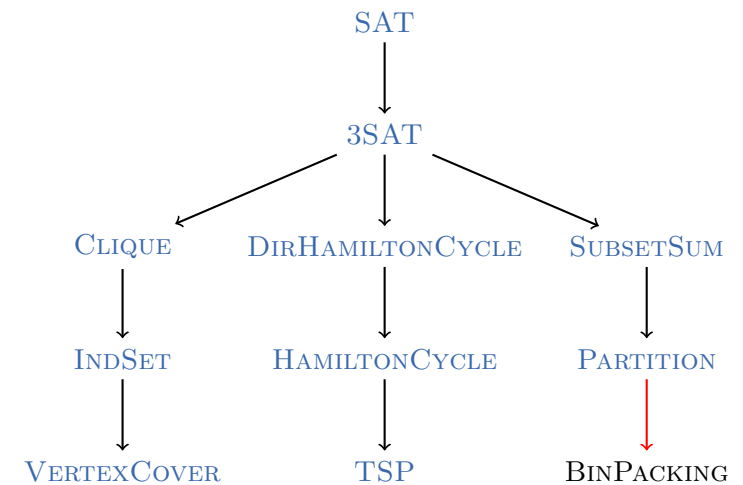 SAT
3SAT
CLIQUE DIRHAMILTONCYCLE SUBSETSUM
INDSET HAMILTONCYCLE PARTITION
VERTEXCOVER TSP BINPACKING